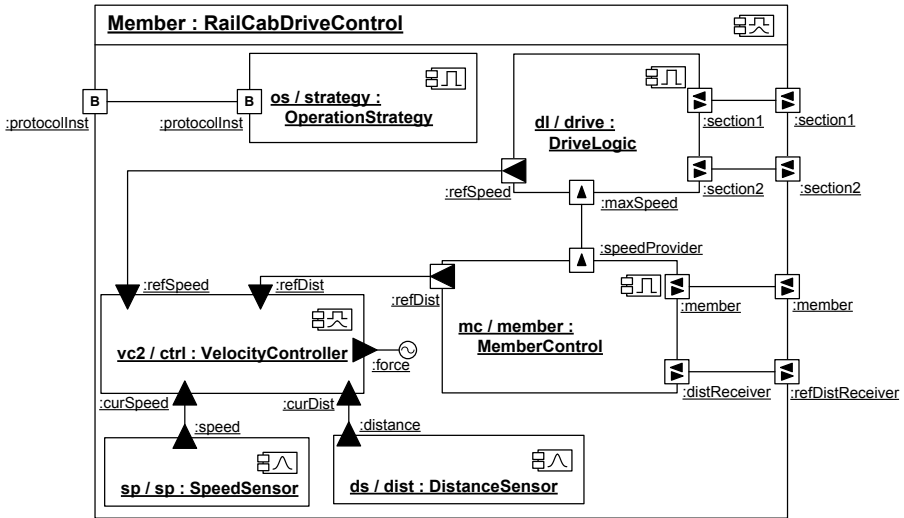 Member : RailCabDriveControl
B
B
os / strategy :
OperationStrategy
:protocolInst
:protocolInst
dl / drive :
DriveLogic
:section1
:section1
:section2
:section2
:refSpeed
:maxSpeed
:speedProvider
:refSpeed
:refDist
:refDist
:member
:member
mc / member :
MemberControl
vc2 / ctrl : VelocityController
:force
:distReceiver
:refDistReceiver
:curSpeed
:curDist
:speed
:distance
sp / sp : SpeedSensor
ds / dist : DistanceSensor